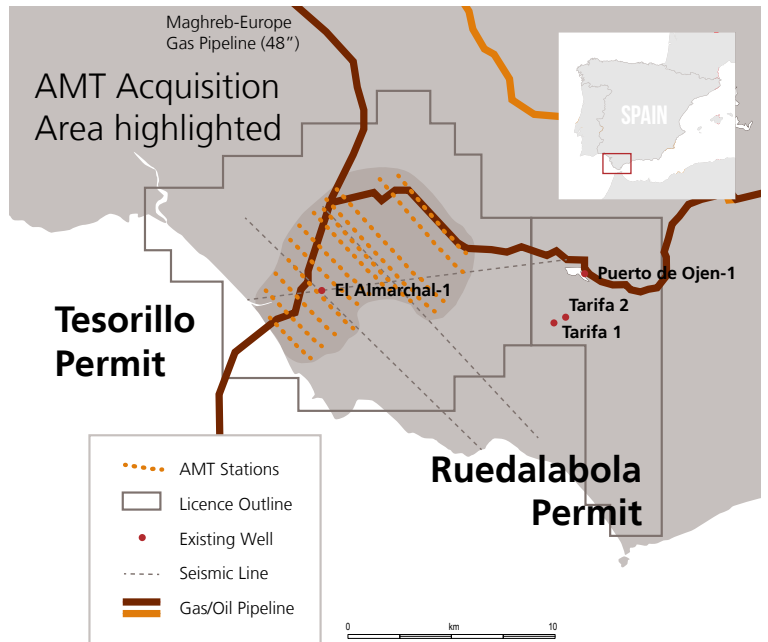 Maghreb-Europe
Gas Pipeline (48”)
AMT Acquisition
Area highlighted
SPAIN
Puerto de Ojen-1
El Almarchal-1
Tarifa 2
Tarifa 1
Tesorillo
Permit
Ruedalabola
Permit
AMT Stations
Licence Outline
Existing Well
Seismic Line
Gas/Oil Pipeline
0 km 10